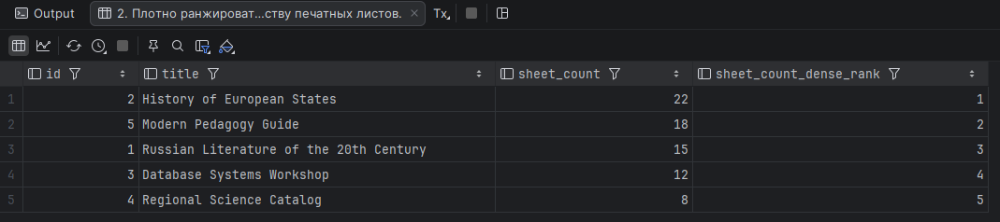 Output 2. Плотно ранжироват...ству печатных листов. × Tx
id title sheet_count sheet_count_dense_rank
1 2 History of European States 22 1
2 5 Modern Pedagogy Guide 18 2
3 1 Russian Literature of the 20th Century 15 3
4 3 Database Systems Workshop 12 4
5 4 Regional Science Catalog 8 5